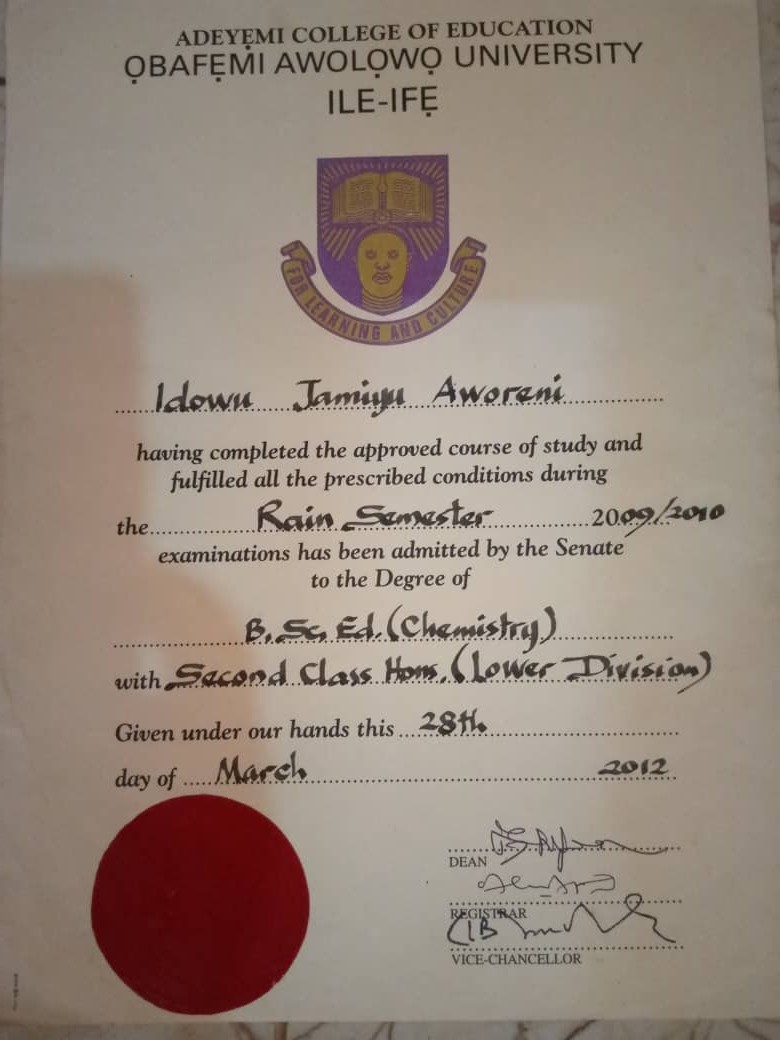 ADEYẸMI COLLEGE OF EDUCATION
ỌBAFẸMI AWOLỌWỌ UNIVERSITY
ILE-IFẸ
FOR LEARNING AND CULTURE
Idowu Jamiyu Aworeni
having completed the approved course of study and
fulfilled all the prescribed conditions during
the Rain Semester 2009/2010
examinations has been admitted by the Senate
to the Degree of
B.Sc. Ed. (Chemistry)
with Second Class Hons. (Lower Division)
Given under our hands this 28th
day of March 2012
DEAN
REGISTRAR
VICE-CHANCELLOR